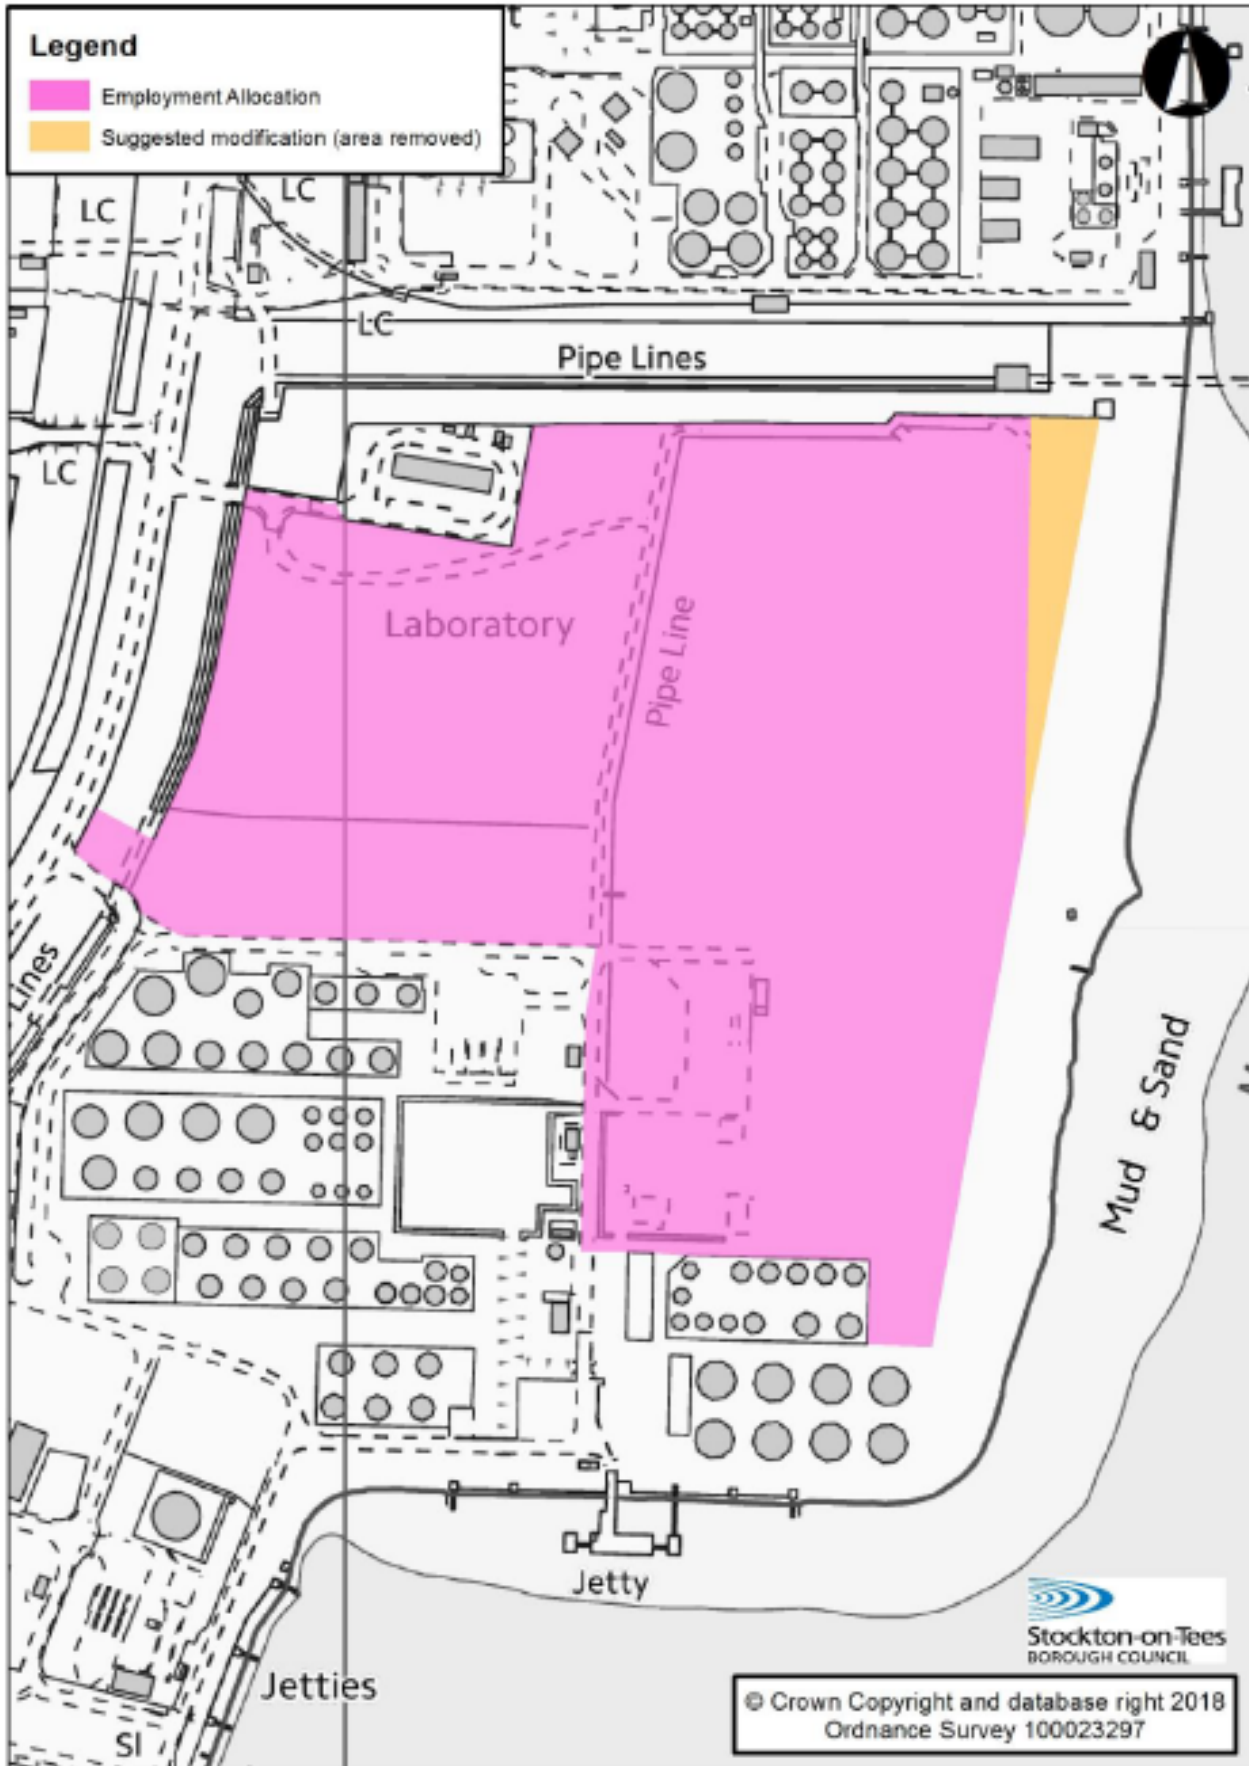 Legend
Employment Allocation
Suggested modification (area removed)
LC
LC
LC
Pipe Lines
LC
Laboratory
Pipe Line
Lines
Mud & Sand
Jetty
Jetties
SI
Stockton-on-Tees
BOROUGH COUNCIL
© Crown Copyright and database right 2018
Ordnance Survey 100023297